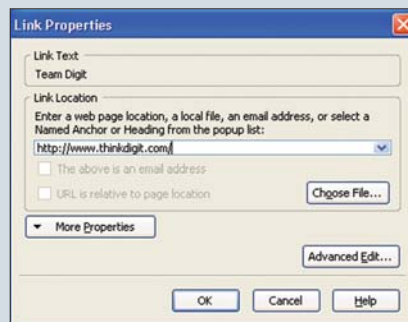 Link Properties
Link Text
Team Digit
Link Location
Enter a web page location, a local file, an email address, or select a
Named Anchor or Heading from the popup list:
http://www.thinkdigit.com/
The above is an email address
URL is relative to page location
Choose File...
More Properties
Advanced Edit...
OK Cancel Help